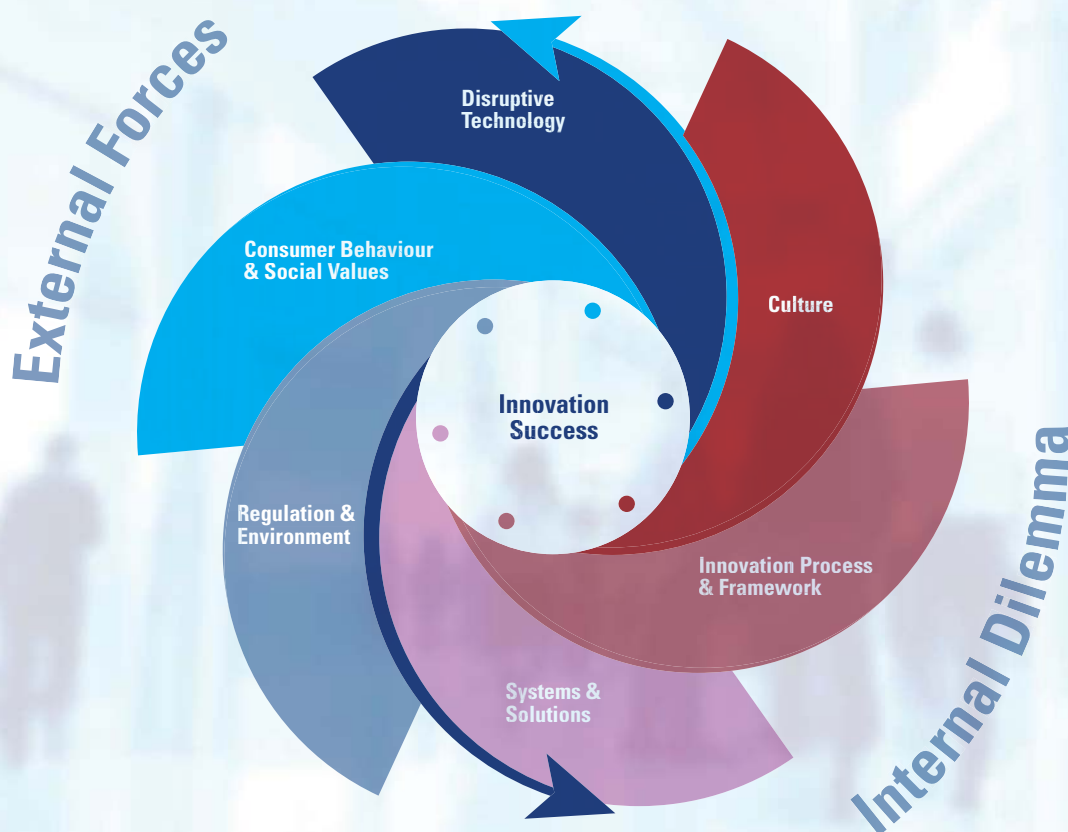 External Forces
Disruptive
Technology
Consumer Behaviour
& Social Values
Culture
Innovation
Success
Regulation &
Environment
Innovation Process
& Framework
Systems &
Solutions
Internal Dilemma